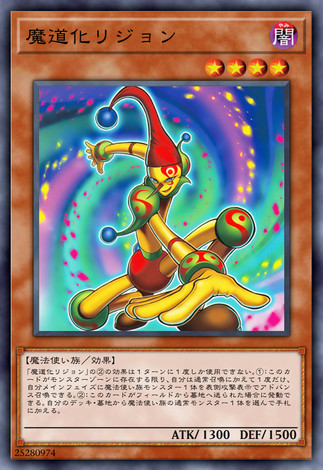 魔道化リジョン
闇
やみ
【魔法使い族／効果】
「魔道化リジョン」の②の効果は１ターンに１度しか使用できない。①：このカ
ードがモンスターゾーンに存在する限り、自分は通常召喚に加えて１度だけ、
自分メインフェイズに魔法使い族モンスター１体を表側攻撃表示でアドバン
ス召喚できる。②：このカードがフィールドから墓地へ送られた場合に発動で
きる。自分のデッキ・墓地から魔法使い族の通常モンスター１体を選んで手札
に加える。
ATK/1300 DEF/1500
25280974